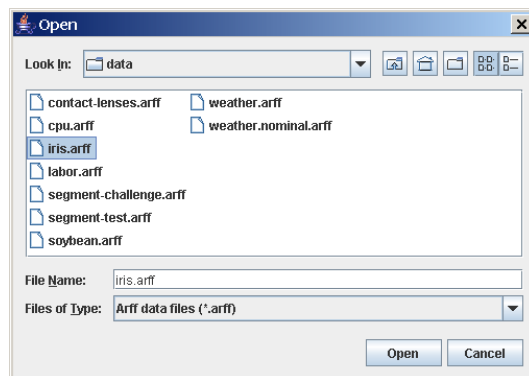 Open
Look In: data
contact-lenses.arff
cpu.arff
iris.arff
labor.arff
segment-challenge.arff
segment-test.arff
soybean.arff
weather.arff
weather.nominal.arff
File Name: iris.arff
Files of Type: Arff data files (*.arff)
Open Cancel